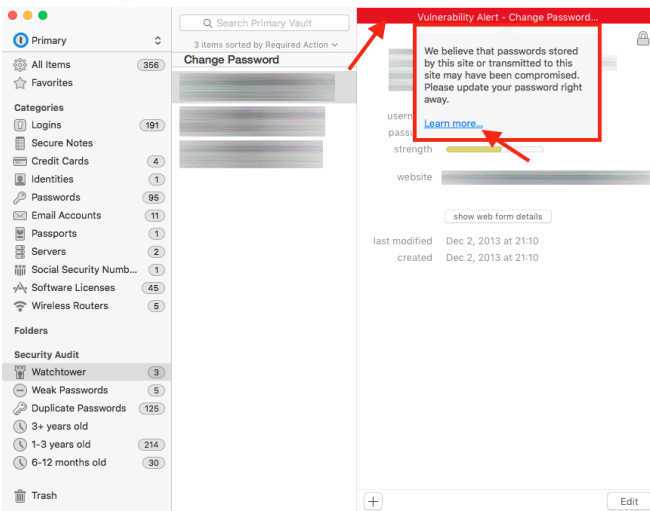 Primary
All Items 356
Favorites
Categories
Logins 191
Secure Notes
Credit Cards 4
Identities 1
Passwords 95
Email Accounts 11
Passports 1
Servers 2
Social Security Numb... 1
Software Licenses 45
Wireless Routers 5
Folders
Security Audit
Watchtower 3
Weak Passwords 5
Duplicate Passwords 125
3+ years old
1-3 years old 214
6-12 months old 30
Trash
Search Primary Vault
3 items sorted by Required Action
Change Password
Vulnerability Alert - Change Password...
We believe that passwords stored
by this site or transmitted to this
site may have been compromised.
Please update your password right
away.
Learn more...
strength
website
show web form details
last modified Dec 2, 2013 at 21:10
created Dec 2, 2013 at 21:10
+
Edit